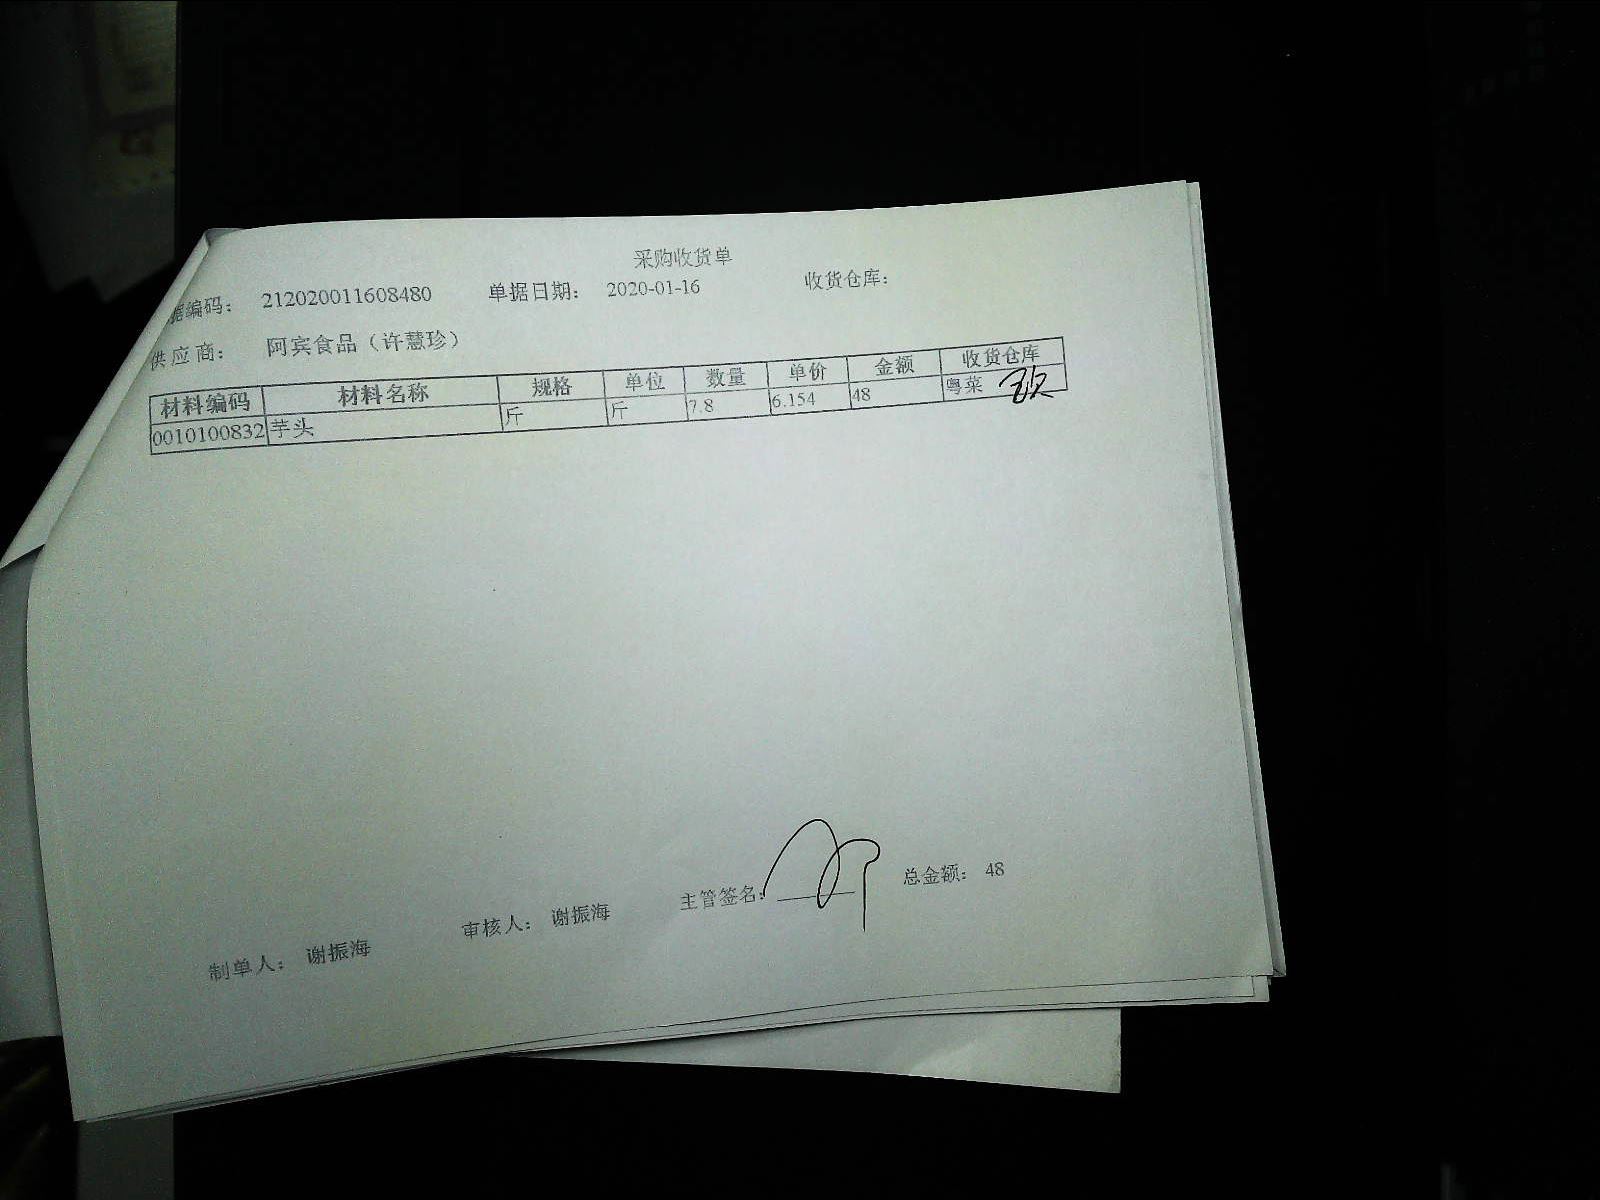 采购收货单
据编码： 212020011608480 单据日期： 2020-01-16 收货仓库：
供应商： 阿宾食品（许慧珍）
材料编码 材料名称 规格 单位 数量 单价 金额 收货仓库
0010100832 芋头 斤 斤 7.8 6.154 48 粤菜
制单人： 谢振海 审核人： 谢振海 主管签名： 总金额： 48